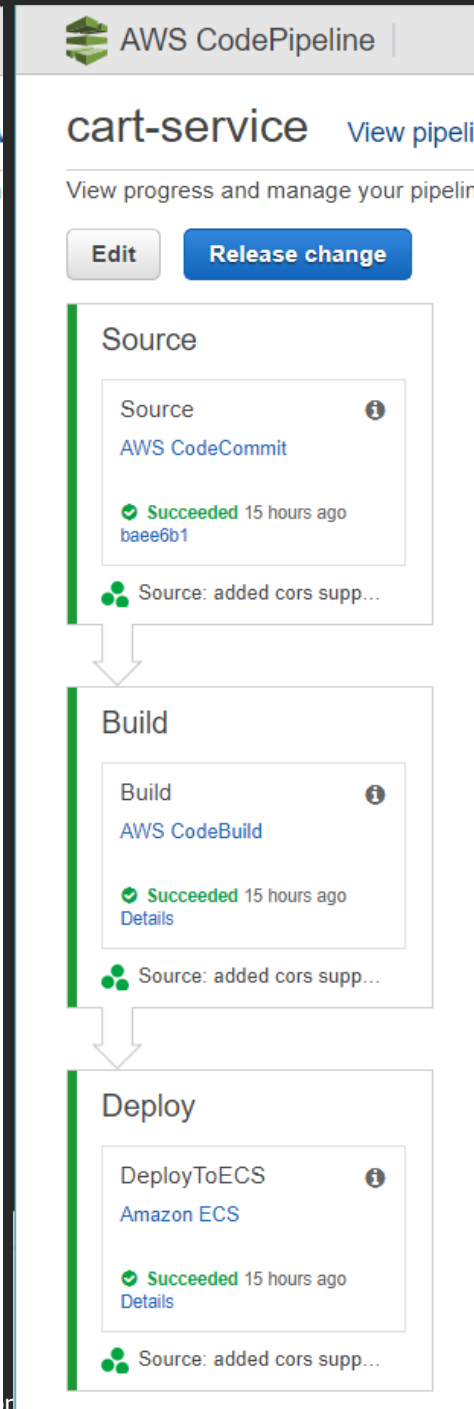 AWS CodePipeline
cart-service View pipeli
View progress and manage your pipelin
Edit Release change
Source
Source
AWS CodeCommit
Succeeded 15 hours ago
baee6b1
Source: added cors supp...
Build
Build
AWS CodeBuild
Succeeded 15 hours ago
Details
Source: added cors supp...
Deploy
DeployToECS
Amazon ECS
Succeeded 15 hours ago
Details
Source: added cors supp...